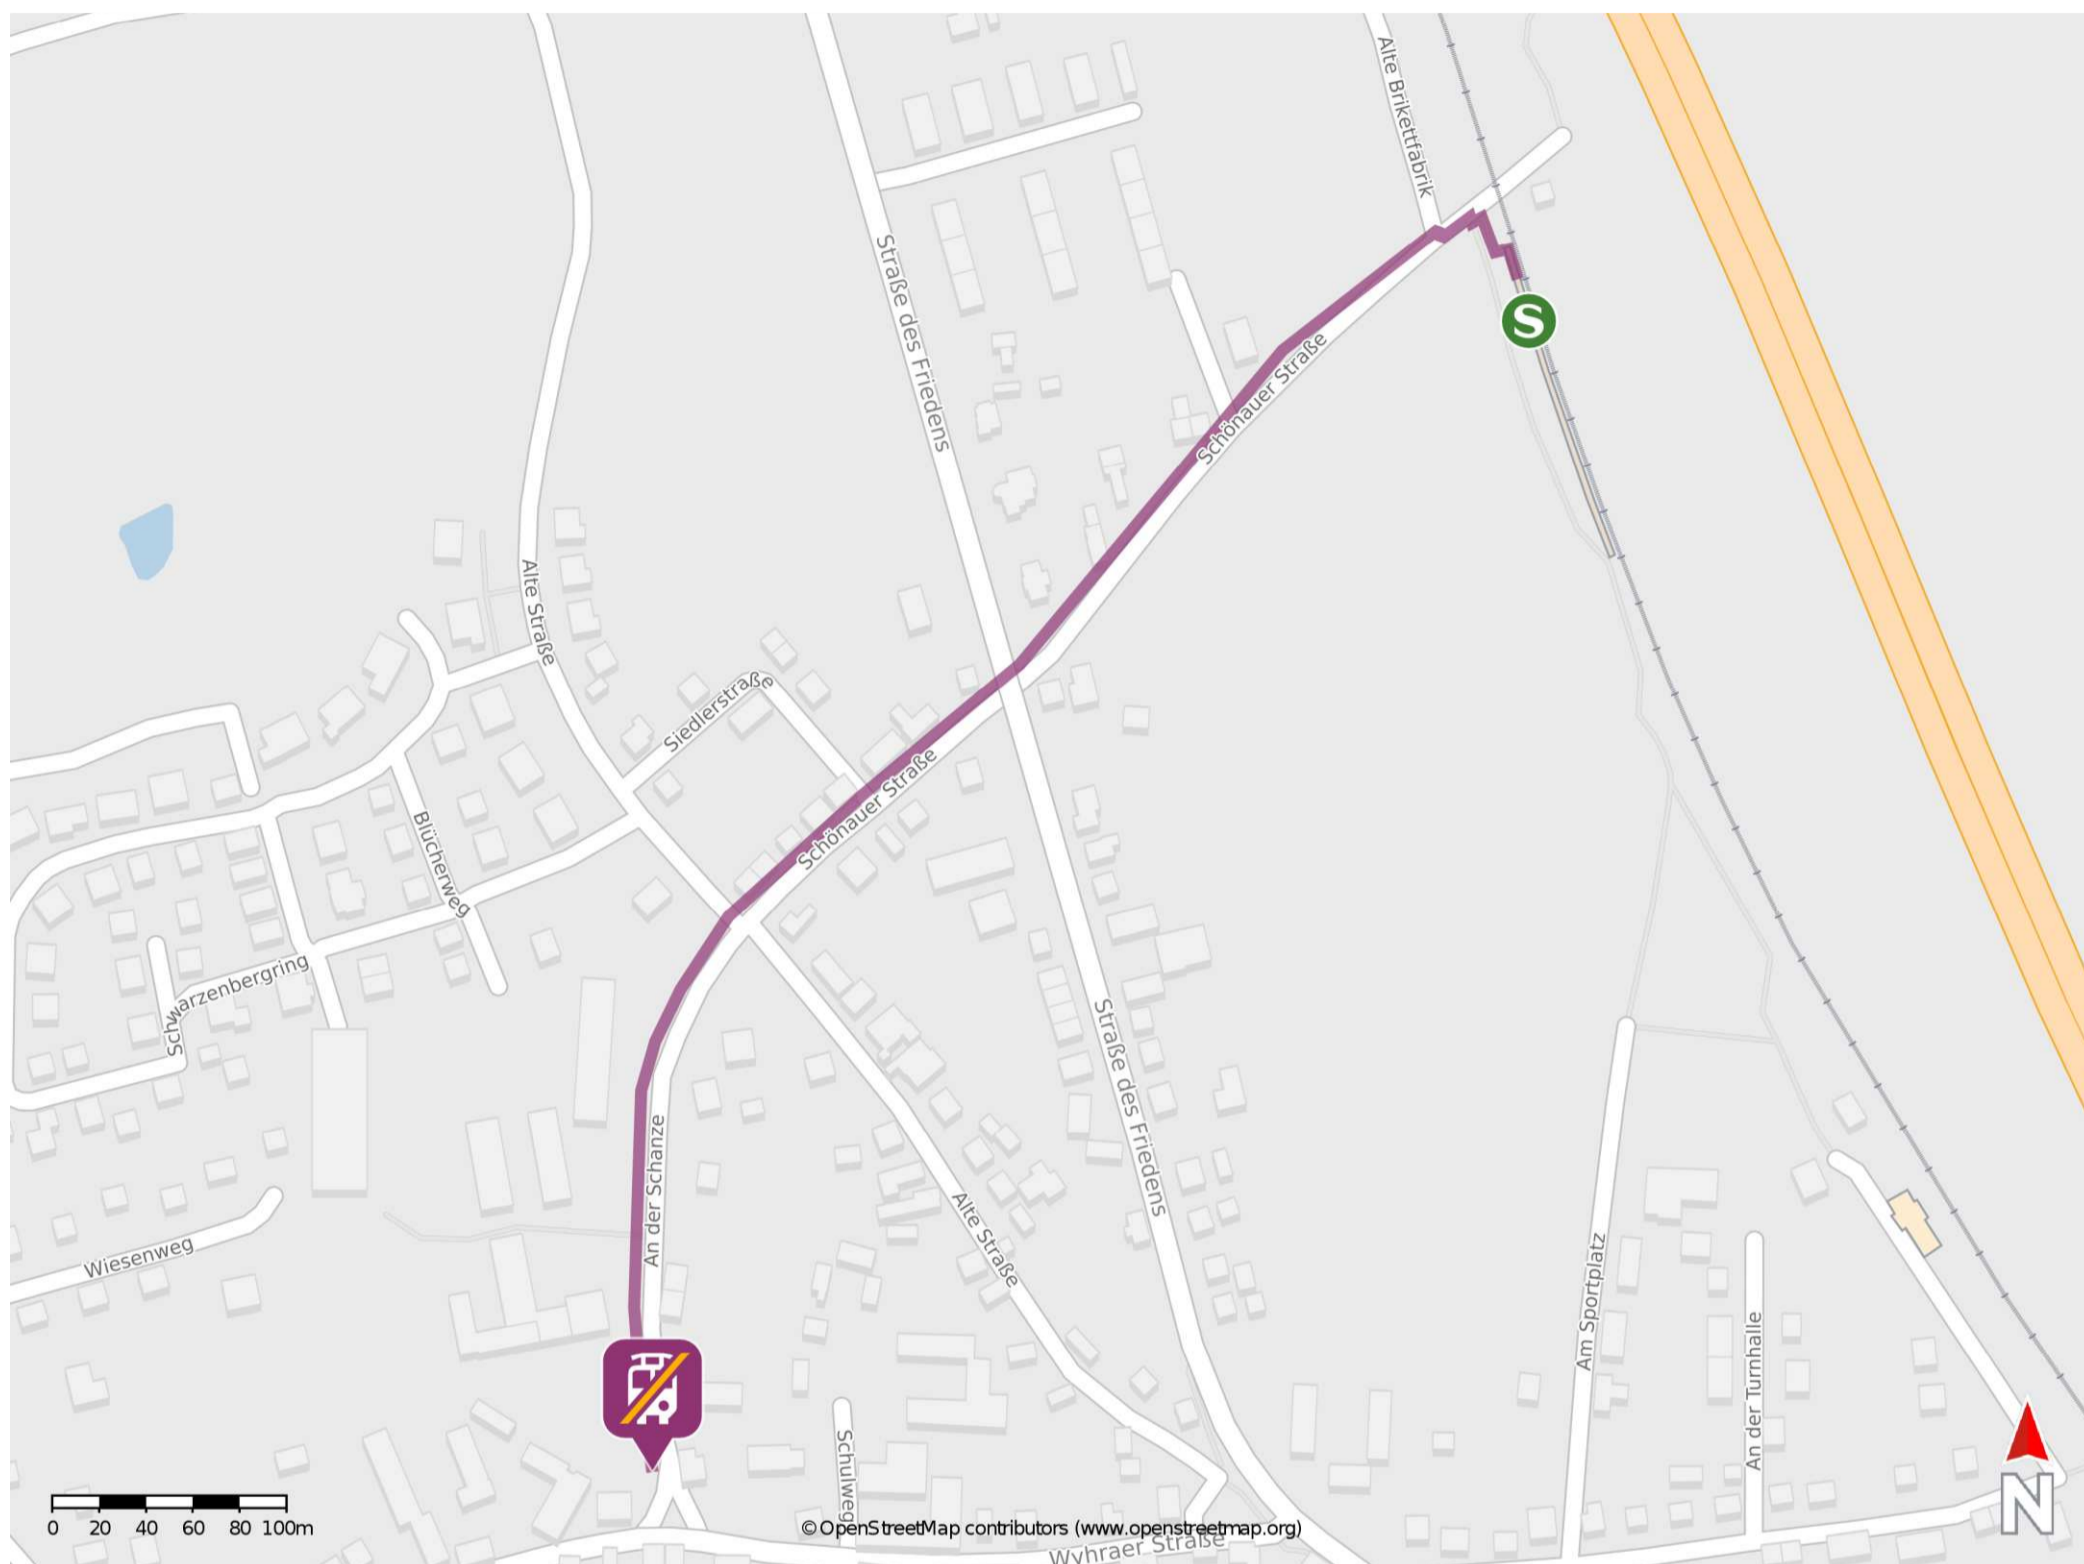 Alte Brikettfabrik
Straße des Friedens
S
Schönauer Straße
Alte Straße
Siedlerstraße
Schönauer Straße
Blücherweg
Schwarzenbergring
Straße des Friedens
An der Schanze
Wiesenweg
Alte Straße
Am Sportplatz
An der Turnhalle
Schulweg
N
0 20 40 60 80 100m
© OpenStreetMap contributors (www.openstreetmap.org)
Wyhraer Straße